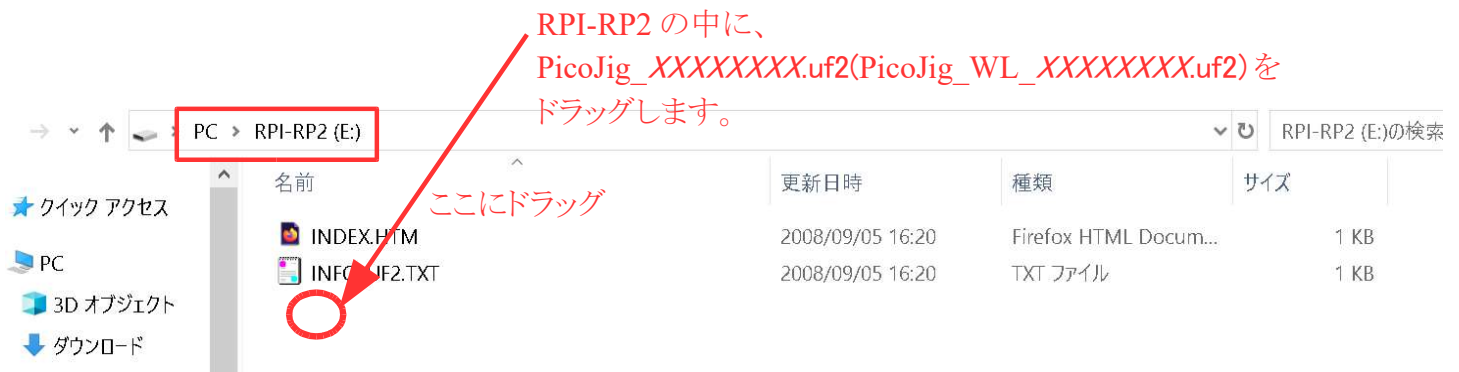 RPI-RP2 の中に、
PicoJig_XXXXXXXX.uf2(PicoJig_WL_XXXXXXXX.uf2)を
ドラッグします。
PC > RPI-RP2 (E:)
RPI-RP2 (E:)の検索
名前 更新日時 種類 サイズ
クイック アクセス
ここにドラッグ
INDEX.HTM 2008/09/05 16:20 Firefox HTML Docum... 1 KB
PC
INFO_UF2.TXT 2008/09/05 16:20 TXT ファイル 1 KB
3D オブジェクト
ダウンロード